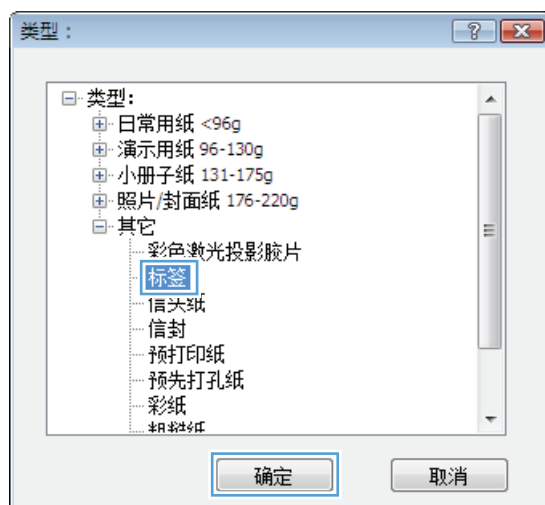 类型：
类型:
日常用纸 <96g
演示用纸 96-130g
小册子纸 131-175g
照片/封面纸 176-220g
其它
彩色激光投影胶片
标签
信头纸
信封
预打印纸
预先打孔纸
彩纸
粗糙纸
确定
取消